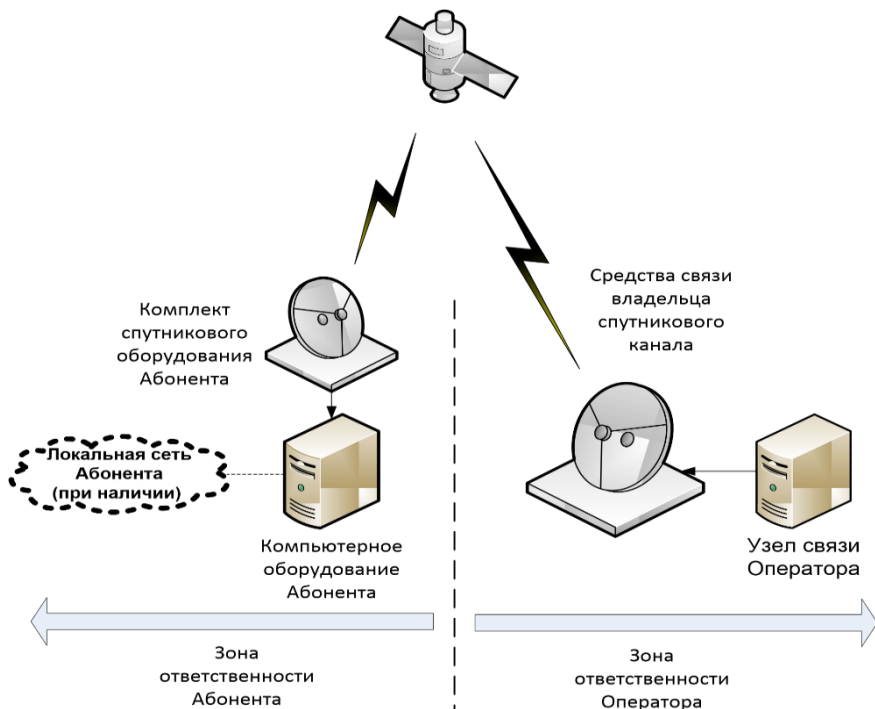 Средства связи
владельца
спутникового
канала
Комплект
спутникового
оборудования
Абонента
Локальная сеть
Абонента
(при наличии)
Компьютерное
оборудование
Абонента
Узел связи
Оператора
Зона
ответственности
Абонента
Зона
ответственности
Оператора